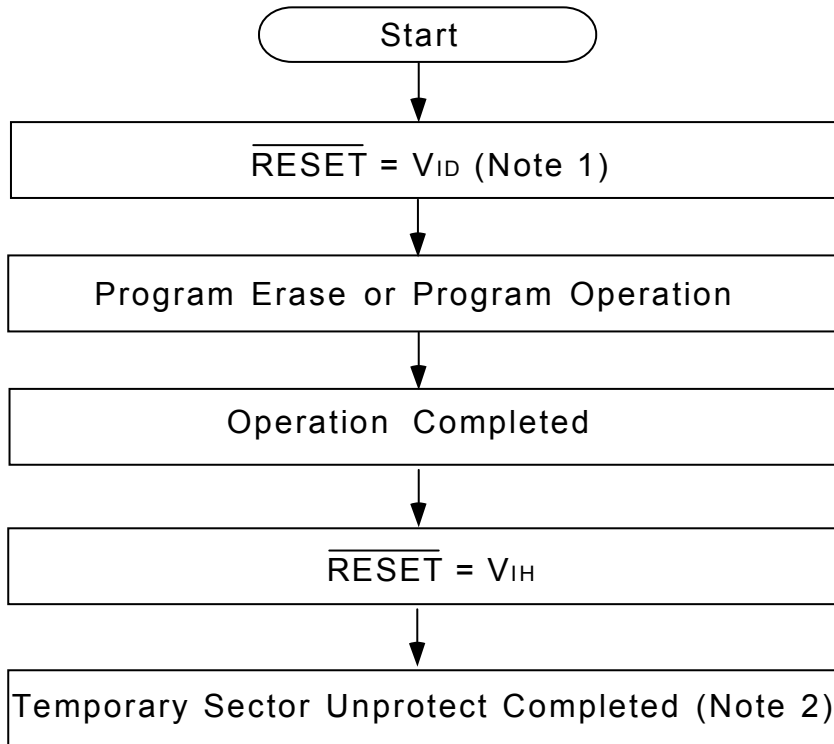 Start
RESET = VID (Note 1)
Program Erase or Program Operation
Operation Completed
RESET = VIH
Temporary Sector Unprotect Completed (Note 2)